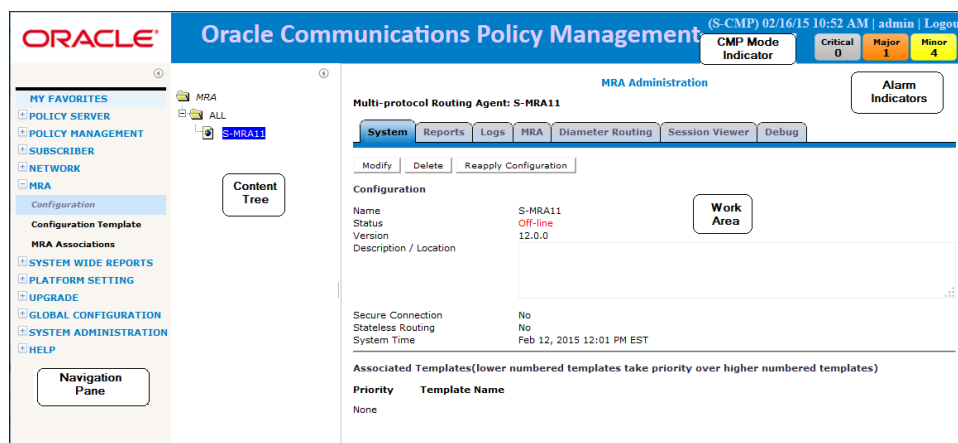 ORACLE®
Oracle Communications Policy Management
(S-CMP) 02/16/15 10:52 AM | admin | Logou
CMP Mode
Indicator
Critical
0
Major
1
Minor
4
Alarm
Indicators
MY FAVORITES
POLICY SERVER
POLICY MANAGEMENT
SUBSCRIBER
NETWORK
MRA
Configuration
Configuration Template
MRA Associations
SYSTEM WIDE REPORTS
PLATFORM SETTING
UPGRADE
GLOBAL CONFIGURATION
SYSTEM ADMINISTRATION
HELP
Navigation
Pane
MRA
ALL
S-MRA11
Content
Tree
MRA Administration
Multi-protocol Routing Agent: S-MRA11
System Reports Logs MRA Diameter Routing Session Viewer Debug
Modify Delete Reapply Configuration
Configuration
Name S-MRA11
Status Off-line
Version 12.0.0
Description / Location
Work
Area
Secure Connection No
Stateless Routing No
System Time Feb 12, 2015 12:01 PM EST
Associated Templates(lower numbered templates take priority over higher numbered templates)
Priority Template Name
None